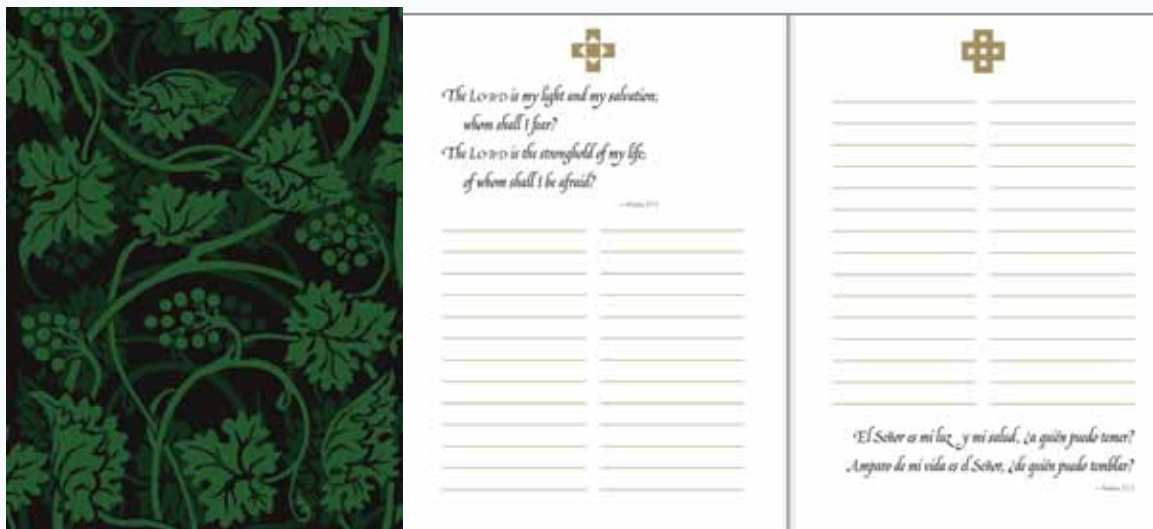 The LORD is my light and my salvation;
whom shall I fear?
The LORD is the stronghold of my life;
of whom shall I be afraid?
El Señor es mi luz y mi salud, ¿a quién puedo temer?
Amparo de mi vida es el Señor, ¿de quién puedo temblar?